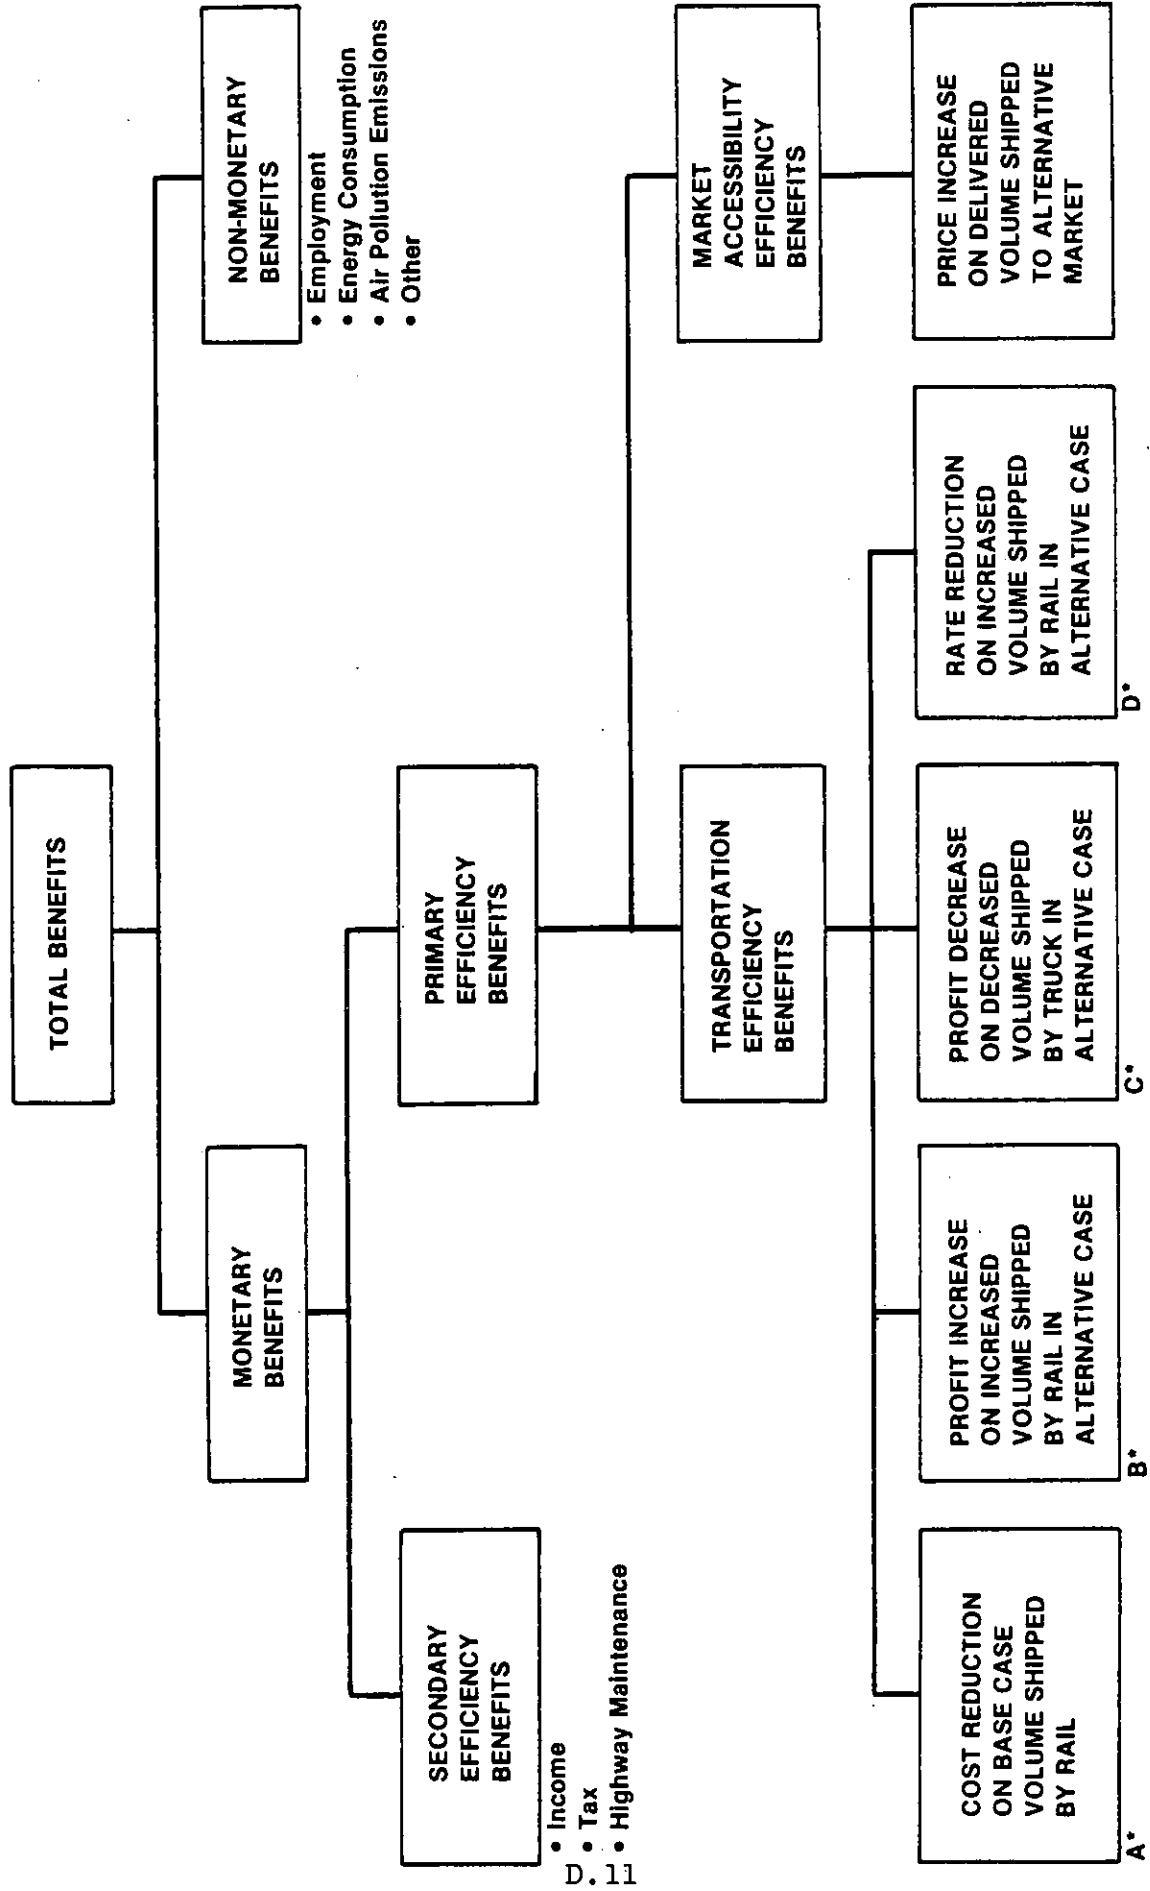 TOTAL BENEFITS
MONETARY
BENEFITS
NON-MONETARY
BENEFITS
• Employment
• Energy Consumption
• Air Pollution Emissions
• Other
SECONDARY
EFFICIENCY
BENEFITS
• Income
• Tax
• Highway Maintenance
PRIMARY
EFFICIENCY
BENEFITS
TRANSPORTATION
EFFICIENCY
BENEFITS
MARKET
ACCESSIBILITY
EFFICIENCY
BENEFITS
COST REDUCTION
ON BASE CASE
VOLUME SHIPPED
BY RAIL
A*
PROFIT INCREASE
ON INCREASED
VOLUME SHIPPED
BY RAIL IN
ALTERNATIVE CASE
B*
PROFIT DECREASE
ON DECREASED
VOLUME SHIPPED
BY TRUCK IN
ALTERNATIVE CASE
C*
RATE REDUCTION
ON INCREASED
VOLUME SHIPPED
BY RAIL IN
ALTERNATIVE CASE
D*
PRICE INCREASE
ON DELIVERED
VOLUME SHIPPED
TO ALTERNATIVE
MARKET
D.11